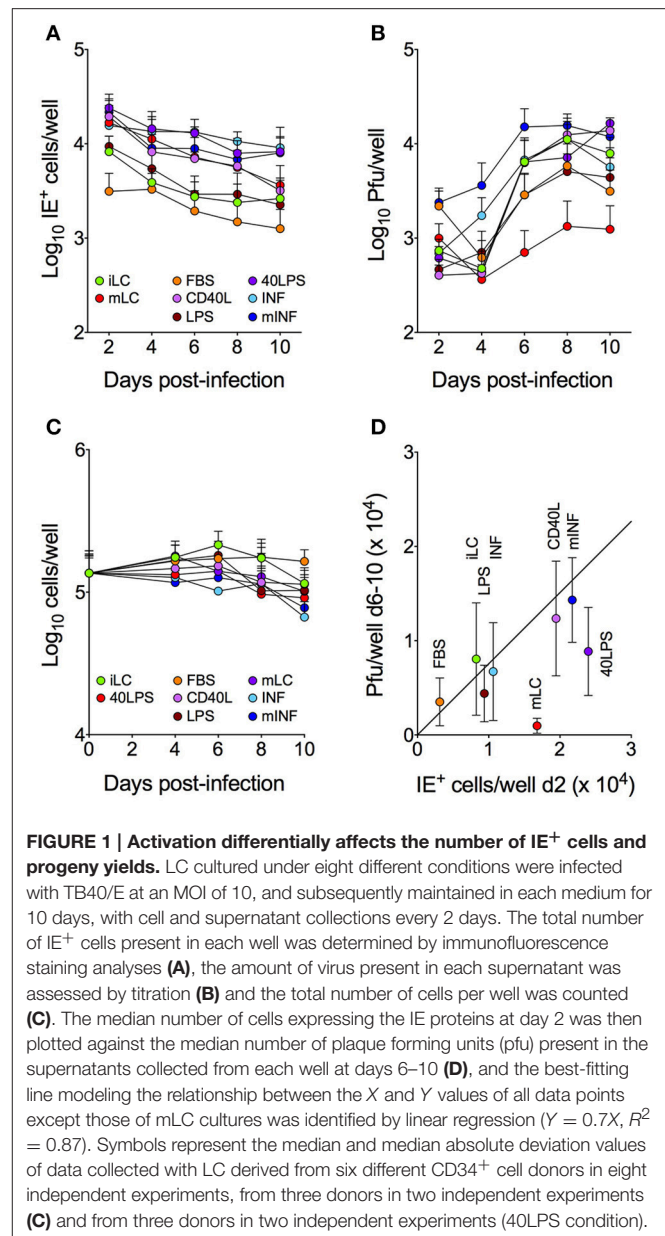 A
B
Log10 IE+ cells/well
5
4
3
2
2 4 6 8 10
Days post-infection
iLC FBS 40LPS
mLC CD40L INF
LPS mINF
Log10 Pfu/well
5
4
3
2
2 4 6 8 10
Days post-infection
C
D
Log10 cells/well
6
5
4
0 2 4 6 8 10
Days post-infection
iLC FBS mLC
40LPS CD40L INF
LPS mINF
Pfu/well d6-10 (x 10^4)
3
2
1
0
0 1 2 3
IE+ cells/well d2 (x 10^4)
FBS
iLC
LPS
INF
mLC
CD40L
mINF
40LPS
FIGURE 1 | Activation differentially affects the number of IE+ cells and
progeny yields. LC cultured under eight different conditions were infected
with TB40/E at an MOI of 10, and subsequently maintained in each medium for
10 days, with cell and supernatant collections every 2 days. The total number
of IE+ cells present in each well was determined by immunofluorescence
staining analyses (A), the amount of virus present in each supernatant was
assessed by titration (B) and the total number of cells per well was counted
(C). The median number of cells expressing the IE proteins at day 2 was then
plotted against the median number of plaque forming units (pfu) present in the
supernatants collected from each well at days 6–10 (D), and the best-fitting
line modeling the relationship between the X and Y values of all data points
except those of mLC cultures was identified by linear regression (Y = 0.7X, R2
= 0.87). Symbols represent the median and median absolute deviation values
of data collected with LC derived from six different CD34+ cell donors in eight
independent experiments, from three donors in two independent experiments
(C) and from three donors in two independent experiments (40LPS condition).